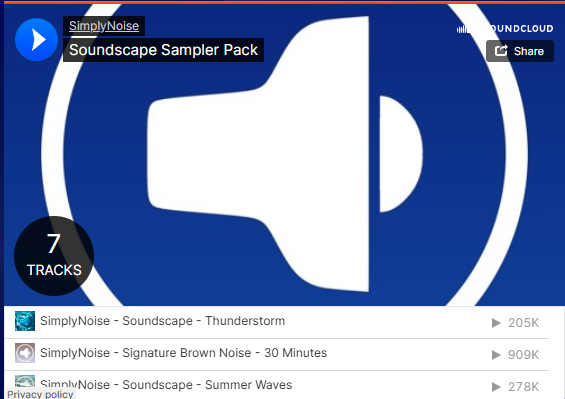 SimplyNoise
Soundscape Sampler Pack
SOUNDCLOUD
Share
7
TRACKS
SimplyNoise - Soundscape - Thunderstorm
205K
SimplyNoise - Signature Brown Noise - 30 Minutes
909K
SimplyNoise - Soundscape - Summer Waves
278K
Privacy policy